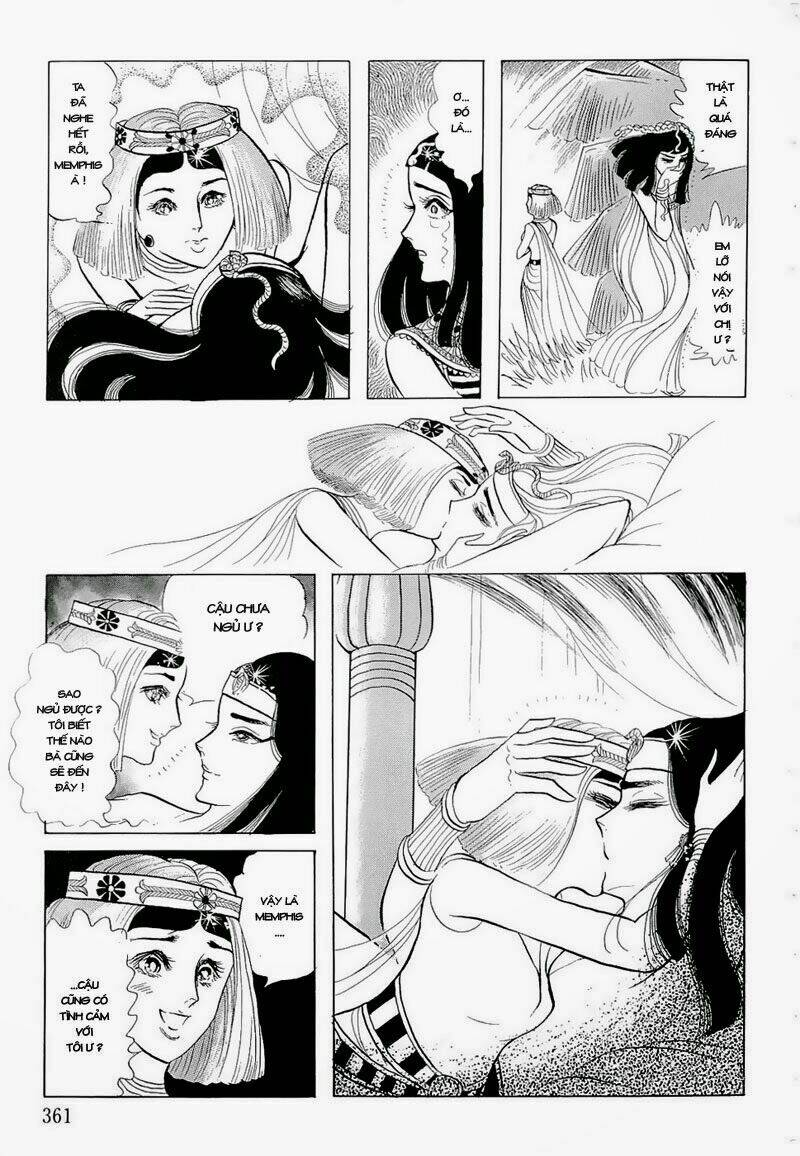 THẬT
LÀ
QUÁ
ĐÁNG
EM
LỠ
NÓI
VẬY
VỚI
CHỊ
Ư ?
Ơ...
ĐÓ
LÀ...
TA
ĐÃ
NGHE
HẾT
RỒI,
MEMPHIS
À !
CẬU CHƯA
NGỦ Ư ?
SAO
NGỦ ĐƯỢC ?
TÔI BIẾT
THẾ NÀO
BÀ CŨNG
SẼ ĐẾN
ĐÂY !
VẬY LÀ
MEMPHIS
....
...CẬU
CŨNG CÓ
TÌNH CẢM
VỚI
TÔI Ư ?
361